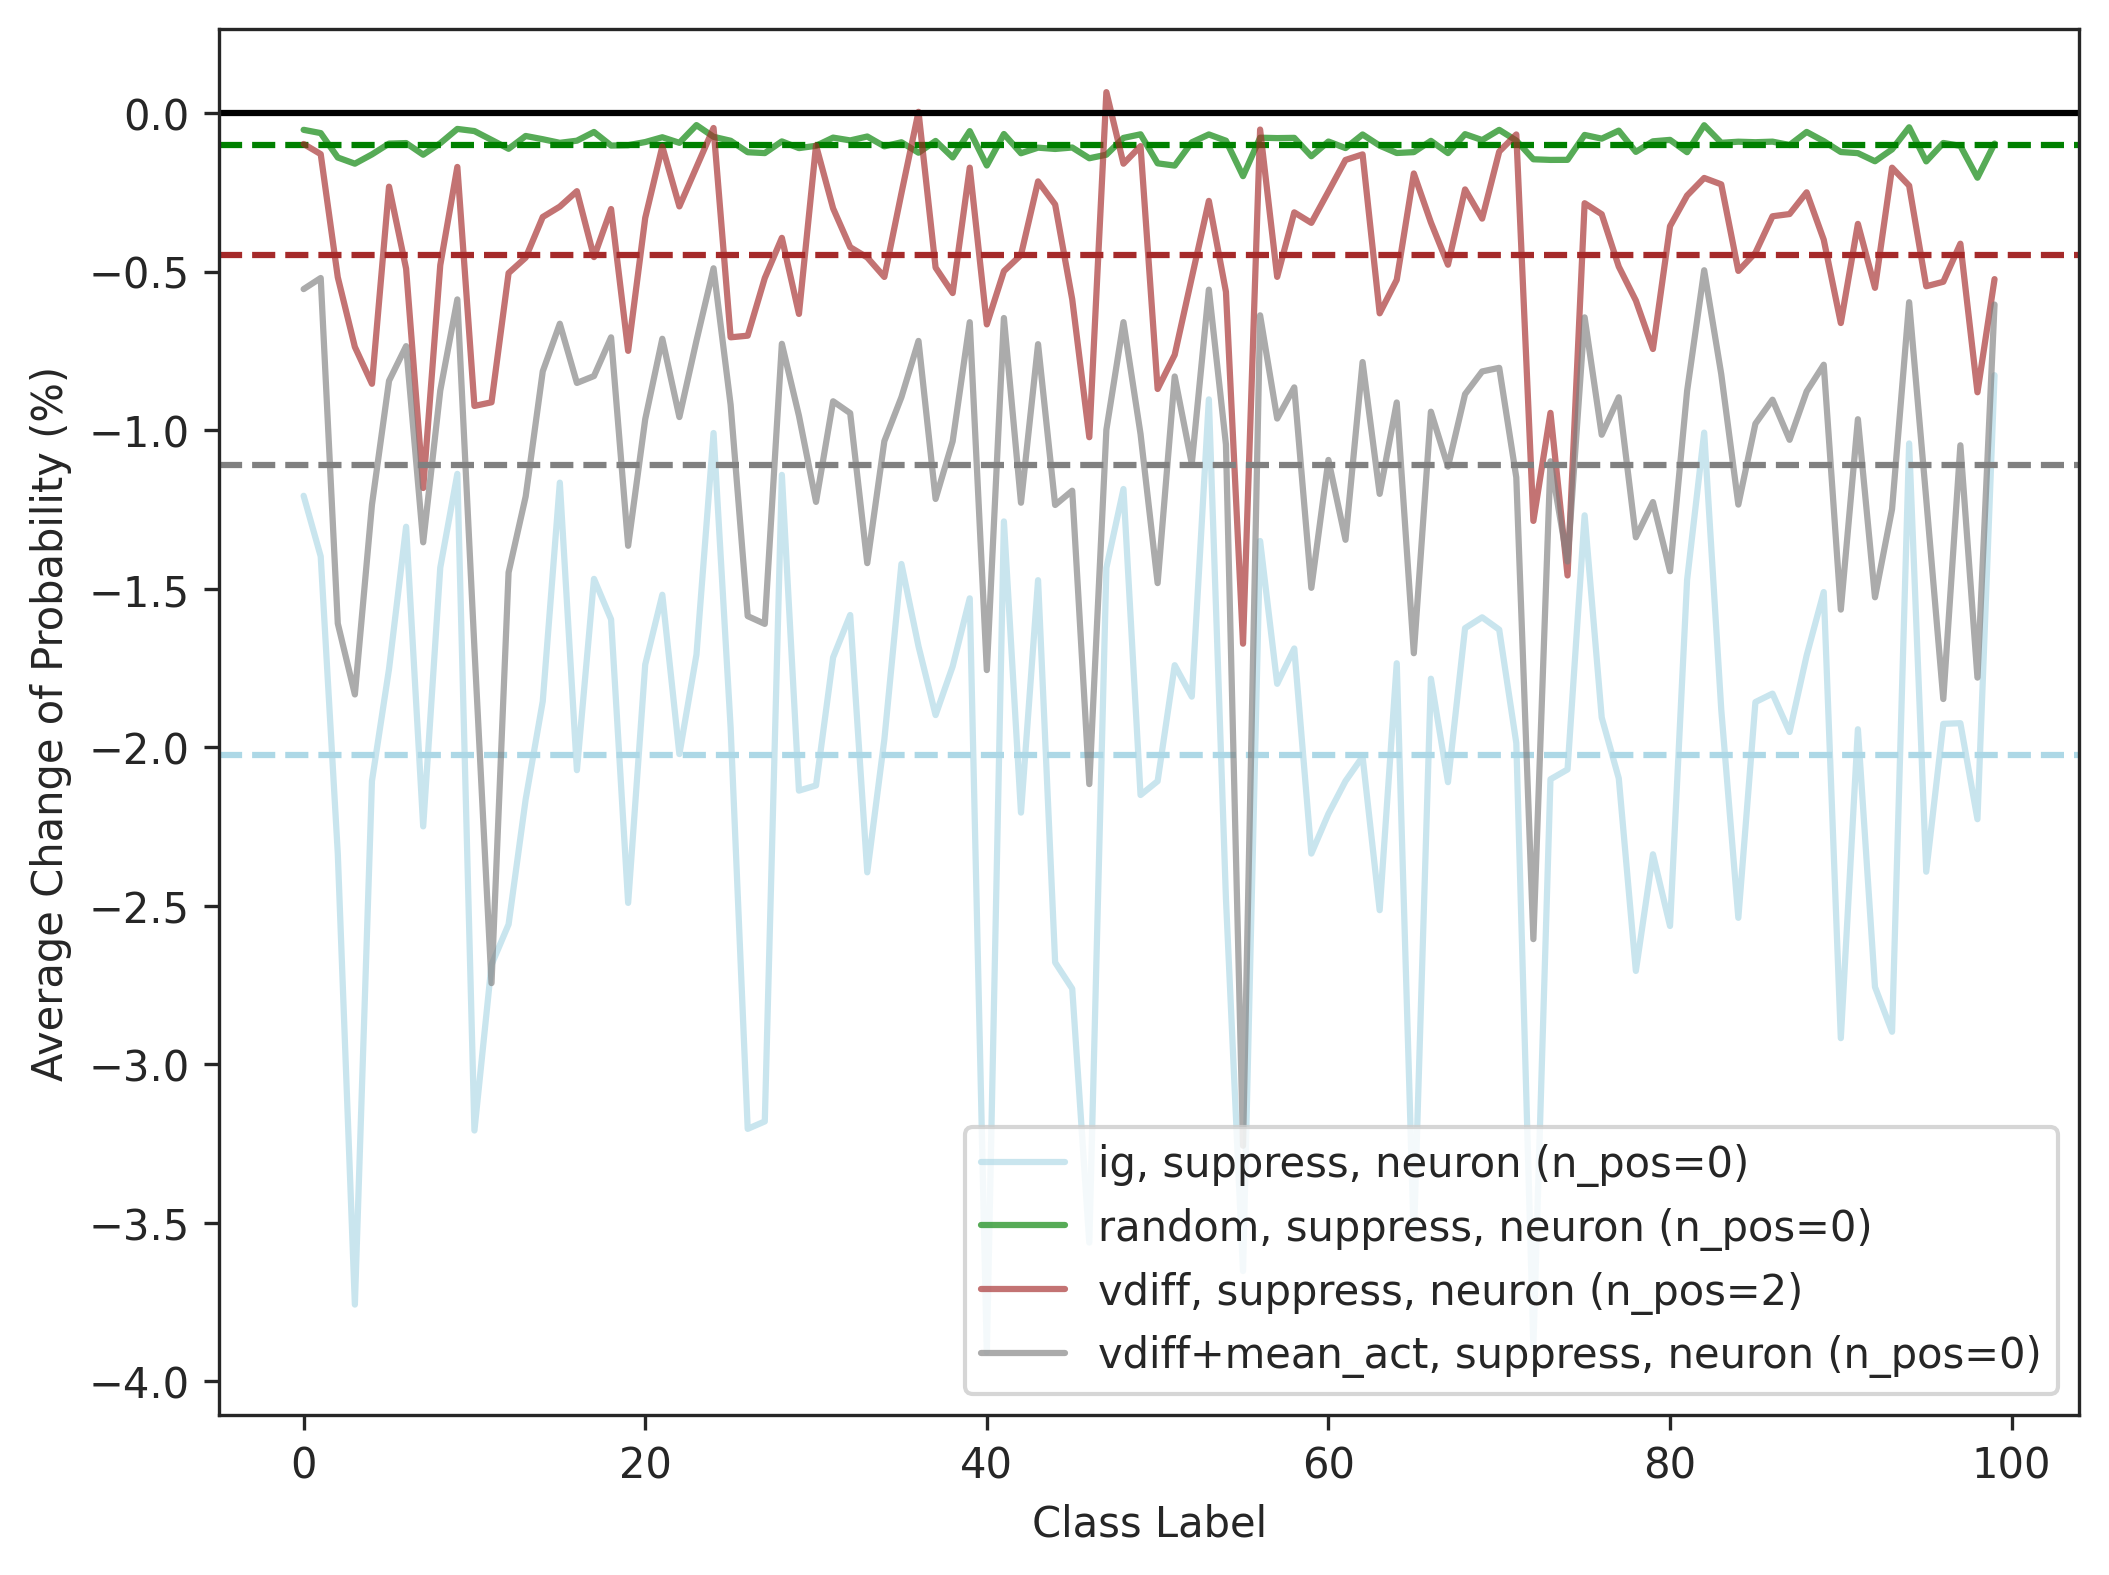 0.0
−0.5
−1.0
−1.5
−2.0
−2.5
−3.0
−3.5
−4.0
Average Change of Probability (%)
ig, suppress, neuron (n_pos=0)
random, suppress, neuron (n_pos=0)
vdiff, suppress, neuron (n_pos=2)
vdiff+mean_act, suppress, neuron (n_pos=0)
0 20 40 60 80 100
Class Label